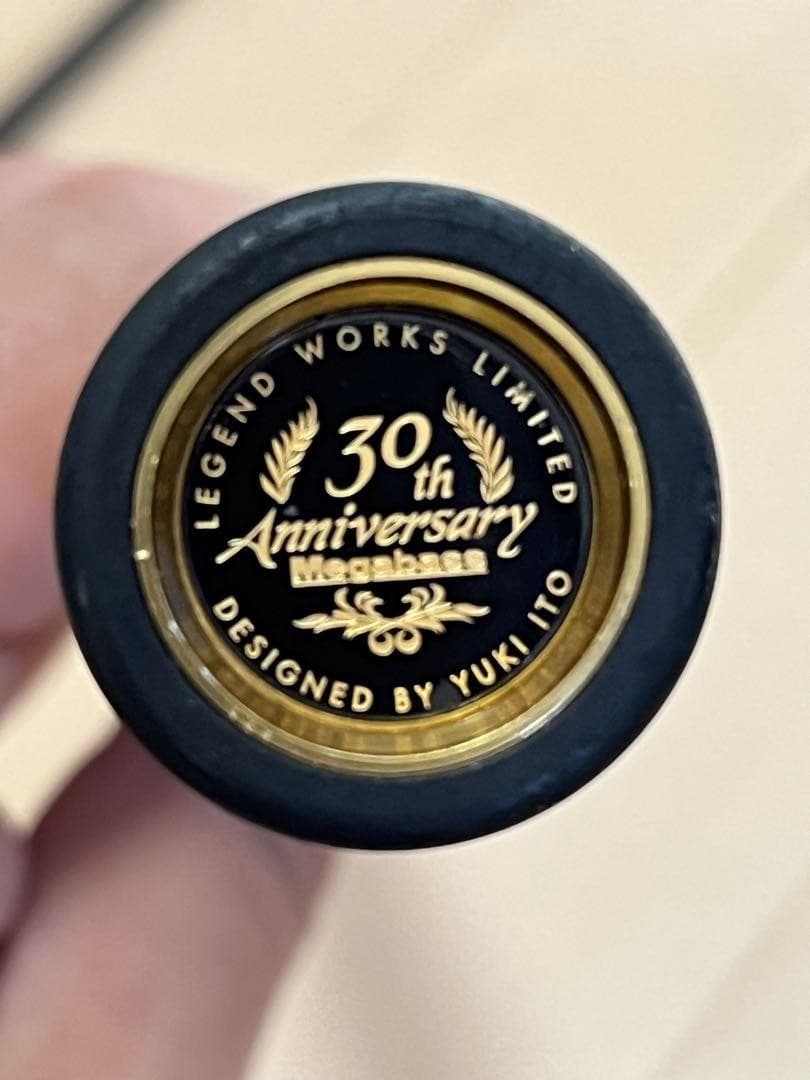 LEGEND WORKS LIMITED
30th
Anniversary
Megabass
DESIGNED BY YUKI ITO